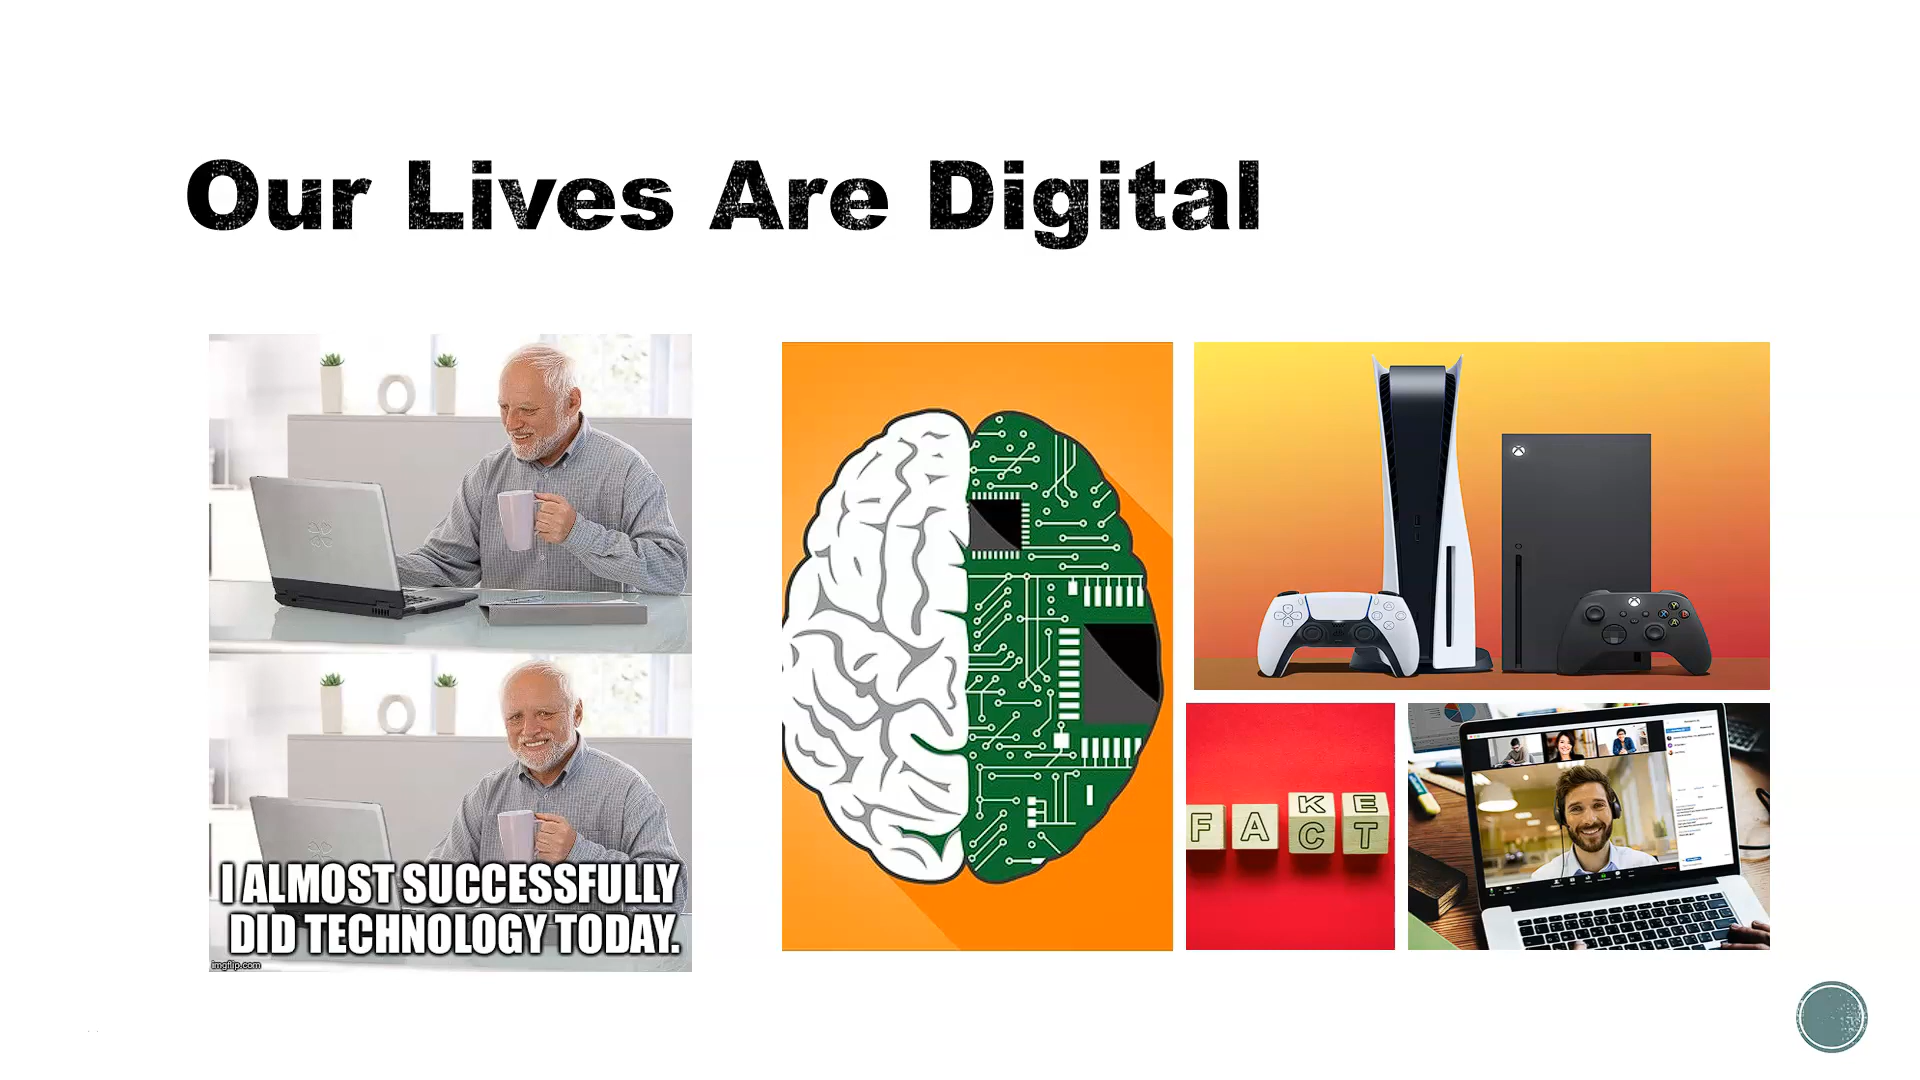 Our Lives Are Digital
I ALMOST SUCCESSFULLY
DID TECHNOLOGY TODAY.
imgflip.com
K E
F A C T